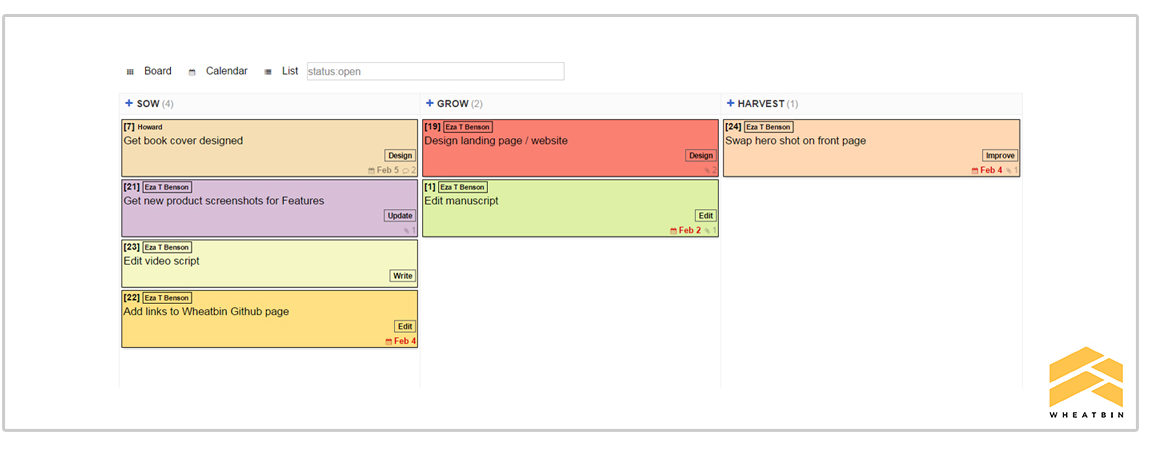 Board Calendar List status:open
+ SOW (4)
[7] Howard
Get book cover designed
Design
Feb 5 2
[21] Eza T Benson
Get new product screenshots for Features
Update
1
[23] Eza T Benson
Edit video script
Write
[22] Eza T Benson
Add links to Wheatbin Github page
Edit
Feb 4
+ GROW (2)
[19] Eza T Benson
Design landing page / website
Design
2
[1] Eza T Benson
Edit manuscript
Edit
Feb 2 1
+ HARVEST (1)
[24] Eza T Benson
Swap hero shot on front page
Improve
Feb 4 1
WHEATBIN